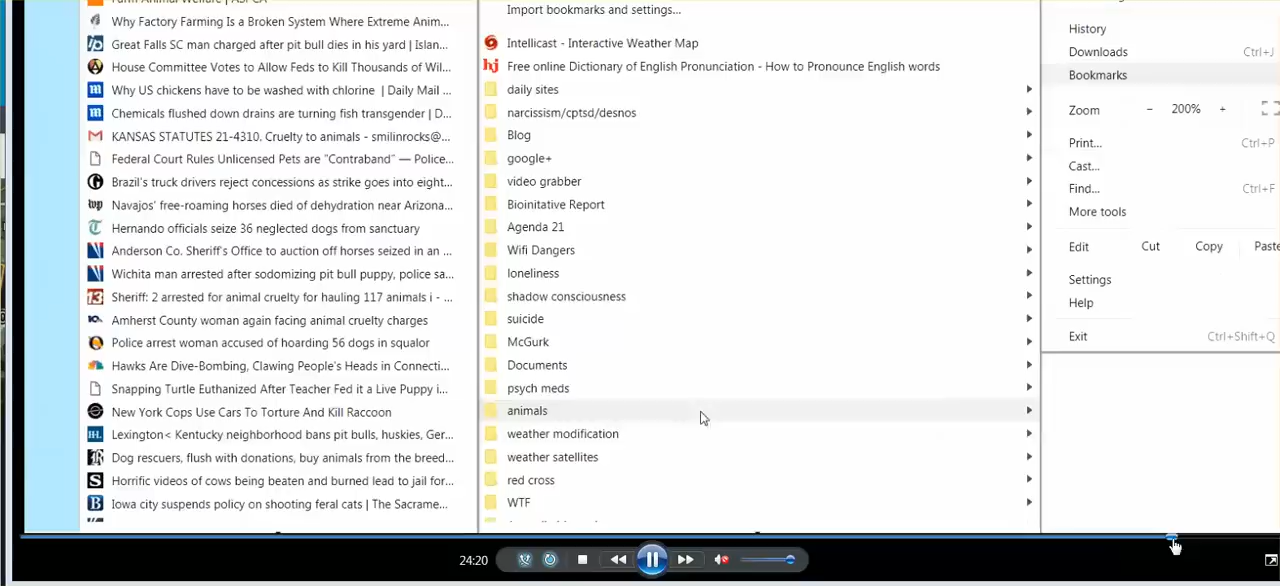 Farm Animal Welfare | ASPCA
Why Factory Farming Is a Broken System Where Extreme Anim...
Great Falls SC man charged after pit bull dies in his yard | Islan...
House Committee Votes to Allow Feds to Kill Thousands of Wil...
Why US chickens have to be washed with chlorine | Daily Mail ...
Chemicals flushed down drains are turning fish transgender | D...
KANSAS STATUTES 21-4310. Cruelty to animals - smilinrocks@...
Federal Court Rules Unlicensed Pets are "Contraband" — Police...
Brazil's truck drivers reject concessions as strike goes into eight...
Navajos' free-roaming horses died of dehydration near Arizona...
Hernando officials seize 36 neglected dogs from sanctuary
Anderson Co. Sheriff's Office to auction off horses seized in an ...
Wichita man arrested after sodomizing pit bull puppy, police sa...
Sheriff: 2 arrested for animal cruelty for hauling 117 animals i - ...
Amherst County woman again facing animal cruelty charges
Police arrest woman accused of hoarding 56 dogs in squalor
Hawks Are Dive-Bombing, Clawing People's Heads in Connecti...
Snapping Turtle Euthanized After Teacher Fed it a Live Puppy i...
New York Cops Use Cars To Torture And Kill Raccoon
Lexington< Kentucky neighborhood bans pit bulls, huskies, Ger...
Dog rescuers, flush with donations, buy animals from the breed...
Horrific videos of cows being beaten and burned lead to jail for...
Iowa city suspends policy on shooting feral cats | The Sacrame...
Import bookmarks and settings...
Intellicast - Interactive Weather Map
Free online Dictionary of English Pronunciation - How to Pronounce English words
daily sites
narcissism/cptsd/desnos
Blog
google+
video grabber
Bioinitative Report
Agenda 21
Wifi Dangers
loneliness
shadow consciousness
suicide
McGurk
Documents
psych meds
animals
weather modification
weather satellites
red cross
WTF
History
Downloads Ctrl+J
Bookmarks
Zoom − 200% +
Print... Ctrl+P
Cast...
Find... Ctrl+F
More tools
Edit Cut Copy Paste
Settings
Help
Exit Ctrl+Shift+Q
24:20